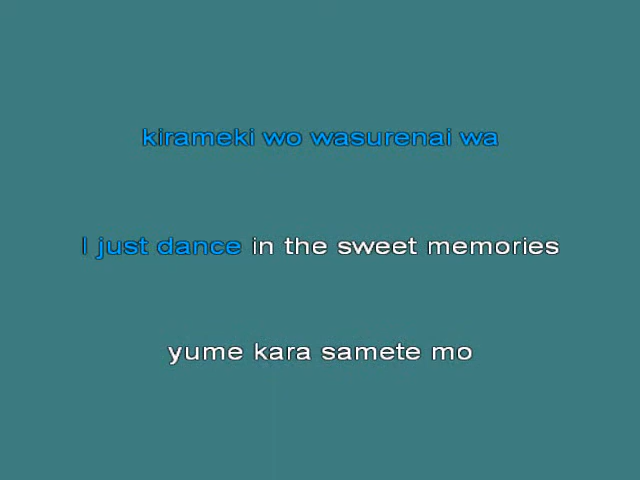 kirameki wo wasurenai wa
I just dance in the sweet memories
yume kara samete mo